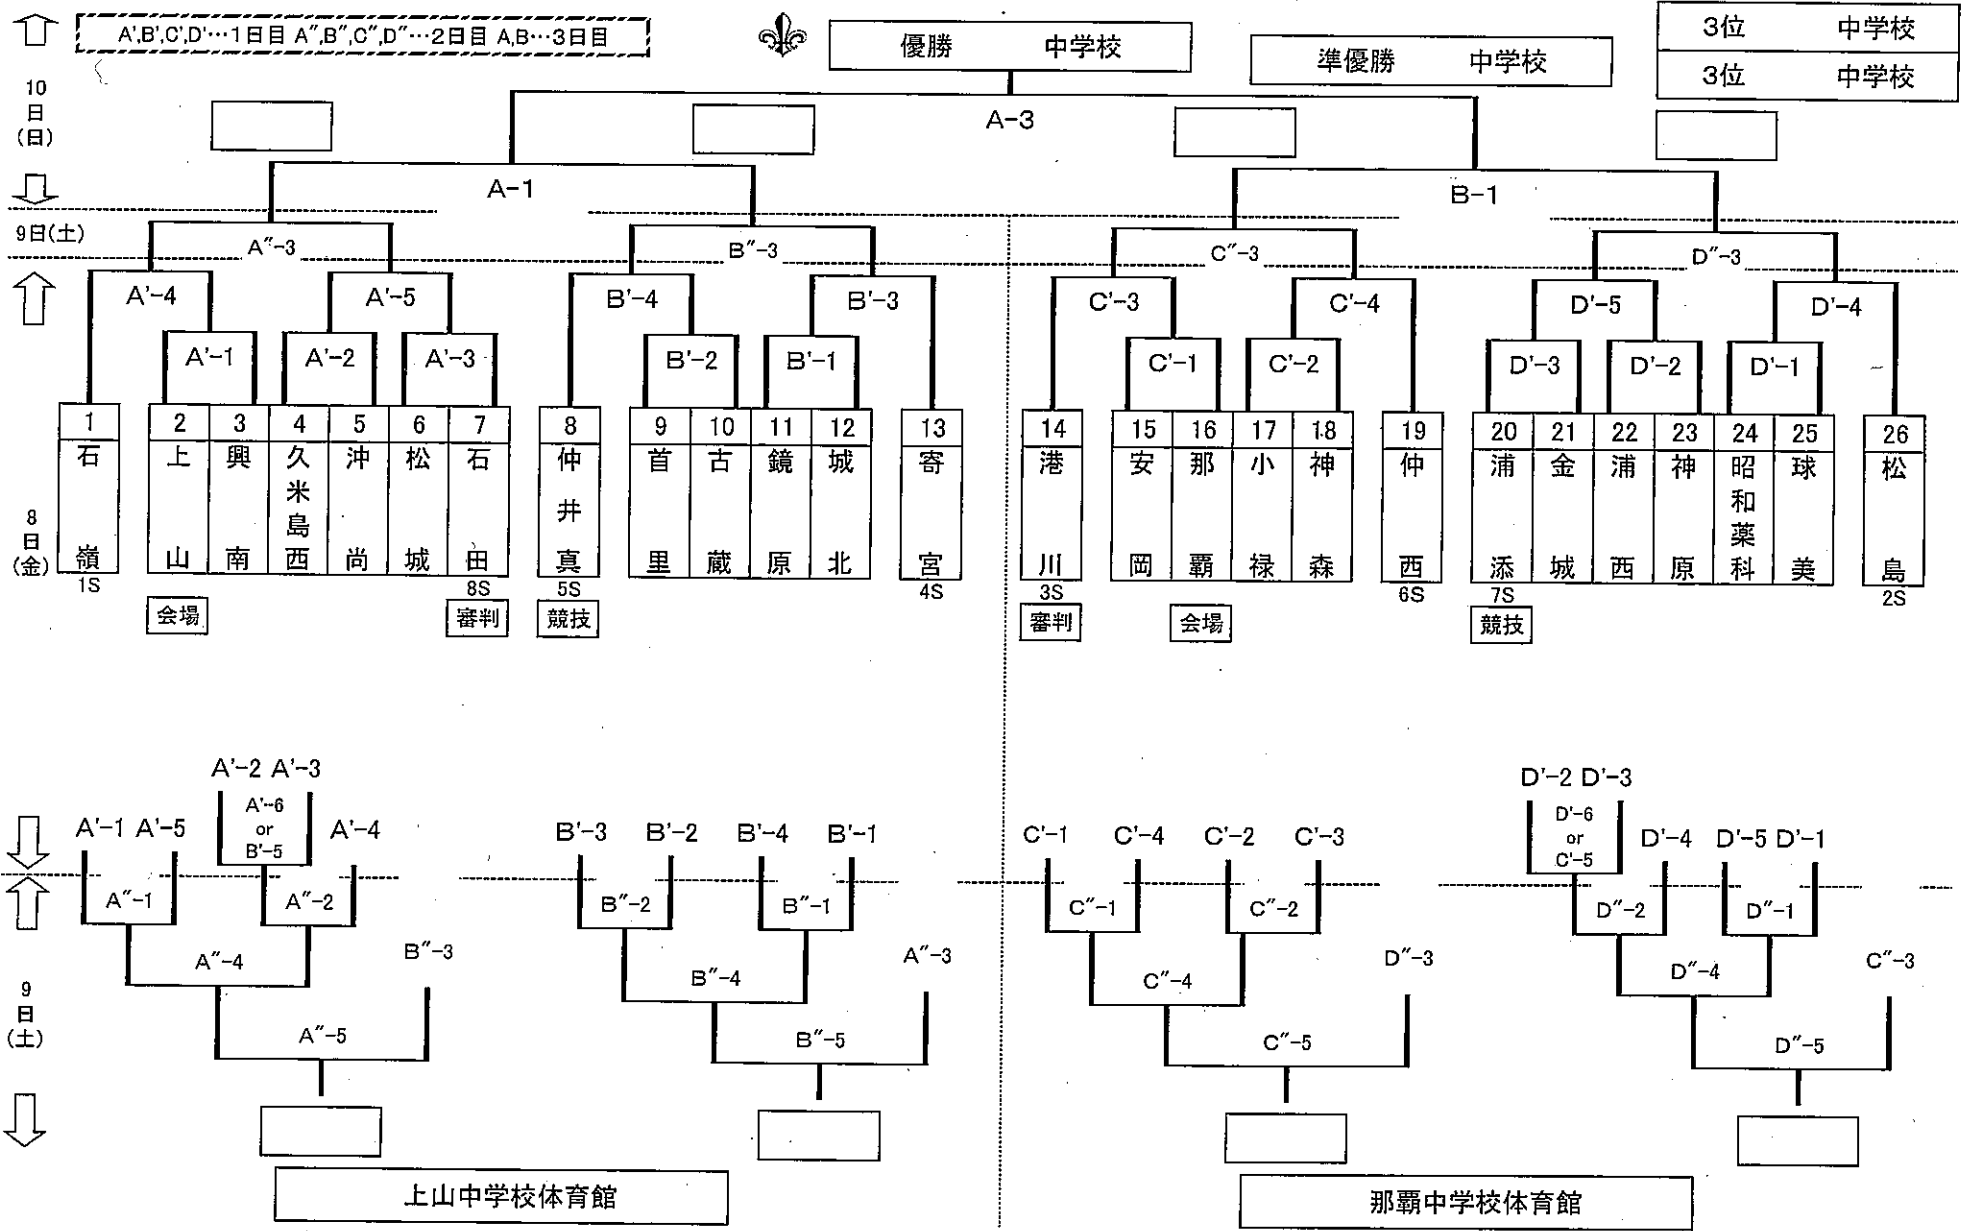 A',B',C',D'…1日目 A″,B″,C″,D″…2日目 A,B…3日目
優勝 中学校
準優勝 中学校
3位 中学校
3位 中学校
10日(日)
A-3
A-1
B-1
9日(土)
A″-3
B″-3
C″-3
D″-3
A'-4
A'-5
B'-4
B'-3
C'-3
C'-4
D'-5
D'-4
A'-1
A'-2
A'-3
B'-2
B'-1
C'-1
C'-2
D'-3
D'-2
D'-1
8日(金)
1 石嶺 1S
2 上山
3 興南
4 久米島西
5 沖尚
6 松城
7 石田 8S
8 仲井真 5S
9 首里
10 古蔵
11 鏡原
12 城北
13 寄宮 4S
14 港川 3S
15 安岡
16 那覇
17 小禄
18 神森
19 仲西 6S
20 浦添 7S
21 金城
22 浦西
23 神原
24 昭和薬科
25 球美
26 松島 2S
会場
審判
競技
審判
会場
競技
A'-2 A'-3
D'-2 D'-3
A'-6
or
B'-5
D'-6
or
C'-5
A'-1 A'-5
A'-4
B'-3
B'-2
B'-4
B'-1
C'-1
C'-4
C'-2
C'-3
D'-4
D'-5 D'-1
A″-1
A″-2
B″-2
B″-1
C″-1
C″-2
D″-2
D″-1
9日(土)
A″-4
B″-3
B″-4
A″-3
C″-4
D″-3
D″-4
C″-3
A″-5
B″-5
C″-5
D″-5
上山中学校体育館
那覇中学校体育館